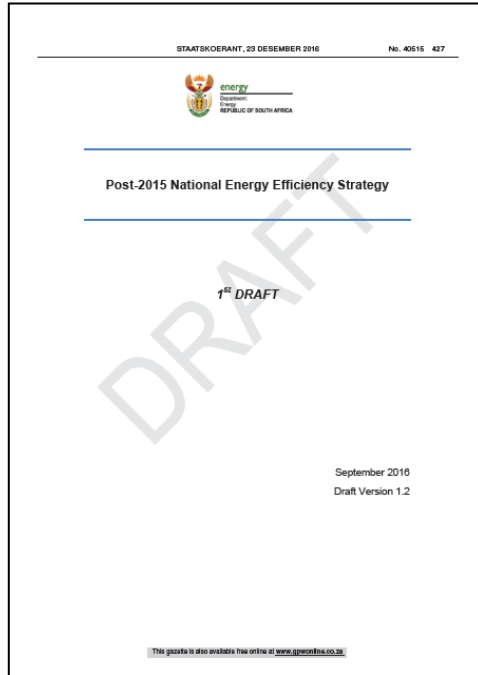 STAATSKOERANT, 23 DESEMBER 2016 No. 40515 427
energy
Department:
Energy
REPUBLIC OF SOUTH AFRICA
Post-2015 National Energy Efficiency Strategy
1ST DRAFT
DRAFT
September 2016
Draft Version 1.2
This gazette is also available free online at www.gpwonline.co.za